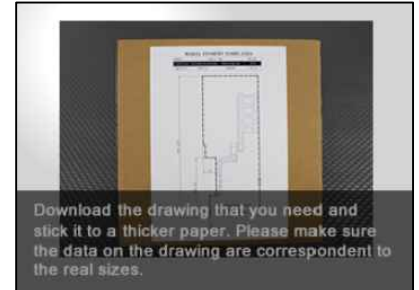 Download the drawing that you need and
stick it to a thicker paper. Please make sure
the data on the drawing are correspondent to
the real sizes.